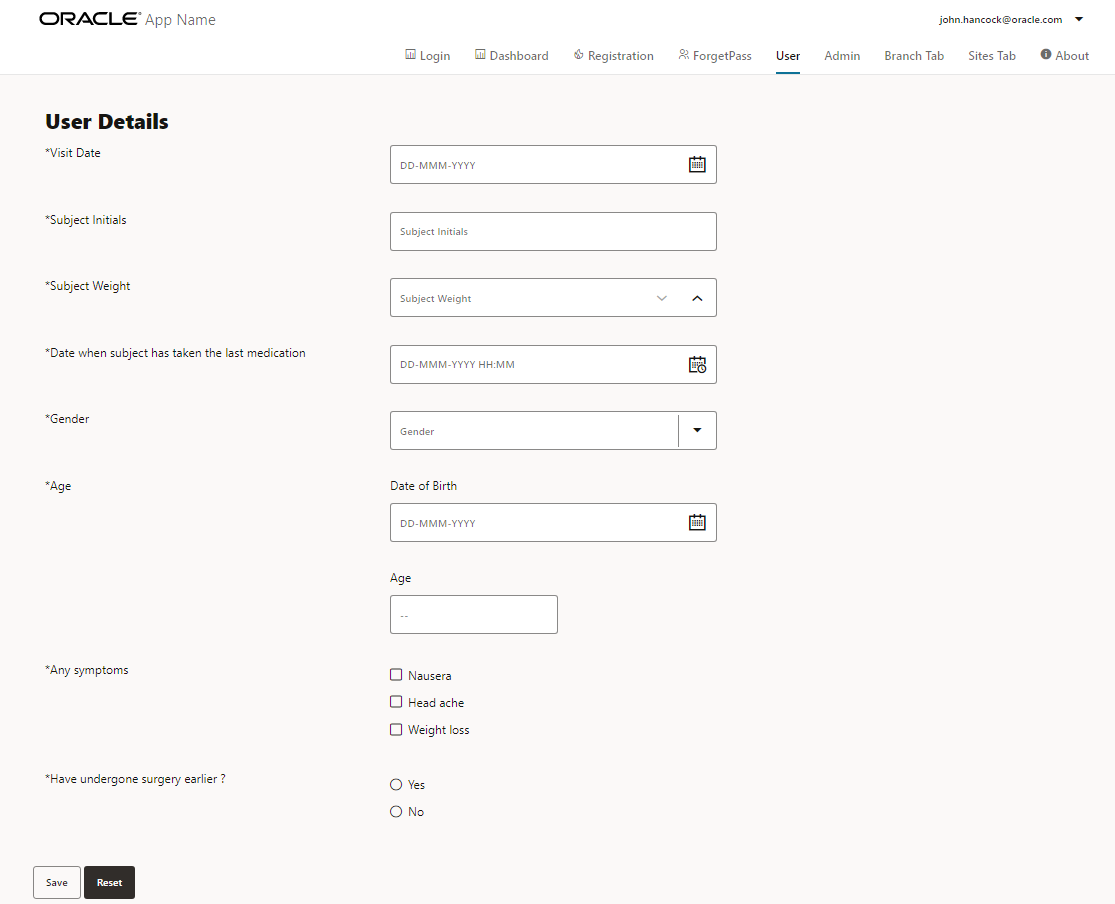 ORACLE® App Name
john.hancock@oracle.com
Login Dashboard Registration ForgetPass User Admin Branch Tab Sites Tab About
User Details
*Visit Date
DD-MMM-YYYY
*Subject Initials
Subject Initials
*Subject Weight
Subject Weight
*Date when subject has taken the last medication
DD-MMM-YYYY HH:MM
*Gender
Gender
*Age
Date of Birth
DD-MMM-YYYY
Age
--
*Any symptoms
Nausera
Head ache
Weight loss
*Have undergone surgery earlier ?
Yes
No
Save Reset